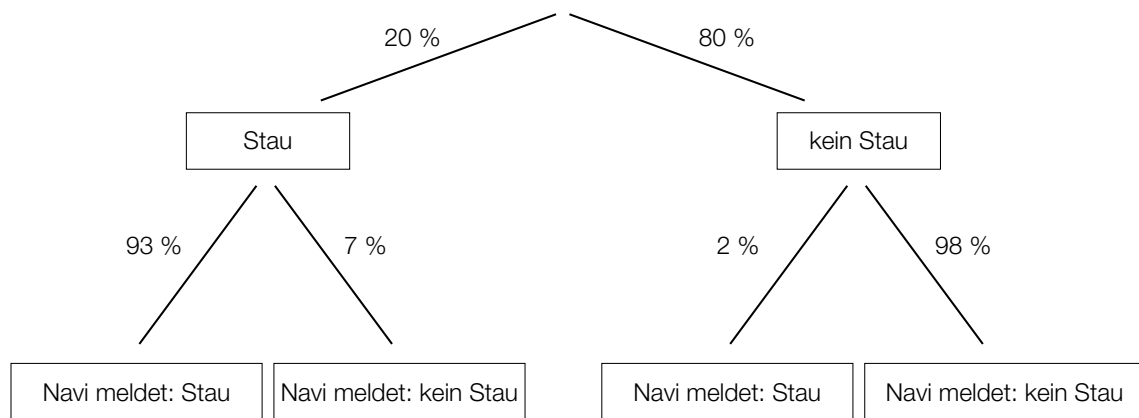 20 %
80 %
Stau
kein Stau
93 %
7 %
2 %
98 %
Navi meldet: Stau
Navi meldet: kein Stau
Navi meldet: Stau
Navi meldet: kein Stau